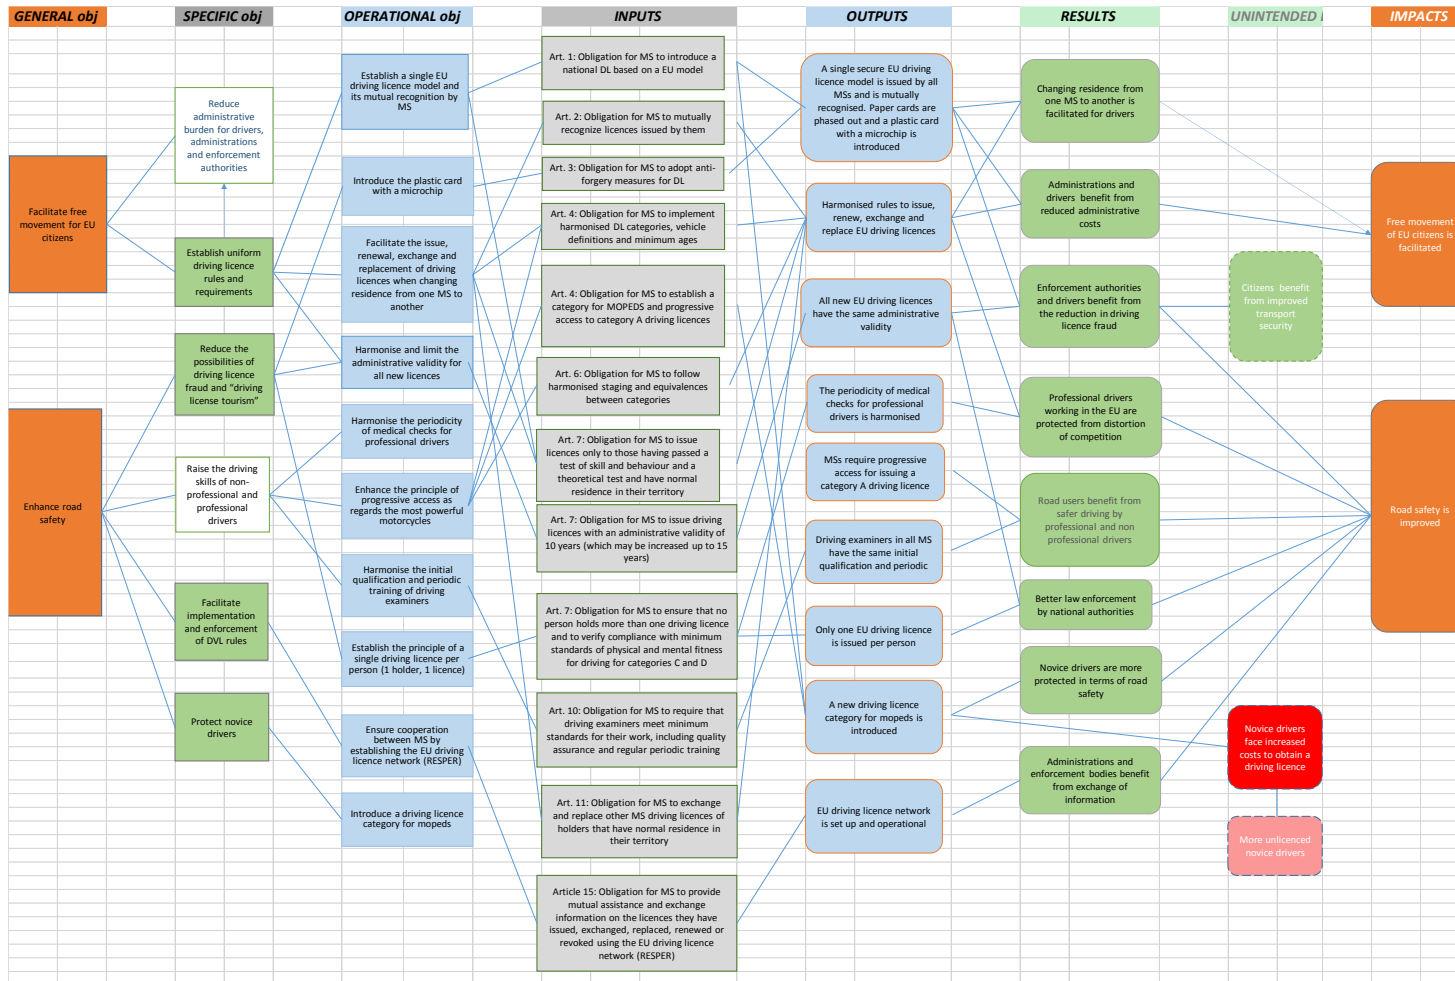 GENERAL obj
SPECIFIC obj
OPERATIONAL obj
INPUTS
OUTPUTS
RESULTS
UNINTENDED I
IMPACTS
Facilitate free
movement for EU
citizens
Enhance road
safety
Reduce
administrative
burden for drivers,
administrations
and enforcement
authorities
Establish uniform
driving licence
rules and
requirements
Reduce the
possibilities of
driving licence
fraud and "driving
license tourism"
Raise the driving
skills of non-
professional and
professional
drivers
Facilitate
implementation
and enforcement
of DVL rules
Protect novice
drivers
Establish a single EU
driving licence model and
its mutual recognition by
MS
Introduce the plastic card
with a microchip
Facilitate the issue,
renewal, exchange and
replacement of driving
licences when changing
residence from one MS to
another
Harmonise and limit the
administrative validity for
all new licences
Harmonise the periodicity
of medical checks for
professional drivers
Enhance the principle of
progressive access as
regards the most powerful
motorcycles
Harmonise the initial
qualification and periodic
training of driving
examiners
Establish the principle of a
single driving licence per
person (1 holder, 1 licence)
Ensure cooperation
between MS by
establishing the EU driving
licence network (RESPER)
Introduce a driving licence
category for mopeds
Art. 1: Obligation for MS to introduce a
national DL based on a EU model
Art. 2: Obligation for MS to mutually
recognize licences issued by them
Art. 3: Obligation for MS to adopt anti-
forgery measures for DL
Art. 4: Obligation for MS to implement
harmonised DL categories, vehicle
definitions and minimum ages
Art. 4: Obligation for MS to establish a
category for MOPEDS and progressive
access to category A driving licences
Art. 6: Obligation for MS to follow
harmonised staging and equivalences
between categories
Art. 7: Obligation for MS to issue
licences only to those having passed a
test of skill and behaviour and a
theoretical test and have normal
residence in their territory
Art. 7: Obligation for MS to issue driving
licences with an administrative validity of
10 years (which may be increased up to 15
years)
Art. 7: Obligation for MS to ensure that no
person holds more than one driving licence
and to verify compliance with minimum
standards of physical and mental fitness
for driving for categories C and D
Art. 10: Obligation for MS to require that
driving examiners meet minimum
standards for their work, including quality
assurance and regular periodic training
Art. 11: Obligation for MS to exchange
and replace other MS driving licences of
holders that have normal residence in
their territory
Article 15: Obligation for MS to provide
mutual assistance and exchange
information on the licences they have
issued, exchanged, replaced, renewed or
revoked using the EU driving licence
network (RESPER)
A single secure EU driving
licence model is issued by all
MSs and is mutually
recognised. Paper cards are
phased out and a plastic card
with a microchip is
introduced
Harmonised rules to issue,
renew, exchange and
replace EU driving licences
All new EU driving licences
have the same administrative
validity
The periodicity of medical
checks for professional
drivers is harmonised
MSs require progressive
access for issuing a
category A driving licence
Driving examiners in all MS
have the same initial
qualification and periodic
Only one EU driving licence
is issued per person
A new driving licence
category for mopeds is
introduced
EU driving licence network
is set up and operational
Changing residence from
one MS to another is
facilitated for drivers
Administrations and
drivers benefit from
reduced administrative
costs
Enforcement authorities
and drivers benefit from
the reduction in driving
licence fraud
Professional drivers
working in the EU are
protected from distortion
of competition
Road users benefit from
safer driving by
professional and non
professional drivers
Better law enforcement
by national authorities
Novice drivers are more
protected in terms of road
safety
Administrations and
enforcement bodies benefit
from exchange of
information
Citizens benefit
from improved
transport
security
Novice drivers
face increased
costs to obtain a
driving licence
More unlicenced
novice drivers
Free movement
of EU citizens is
facilitated
Road safety is
improved